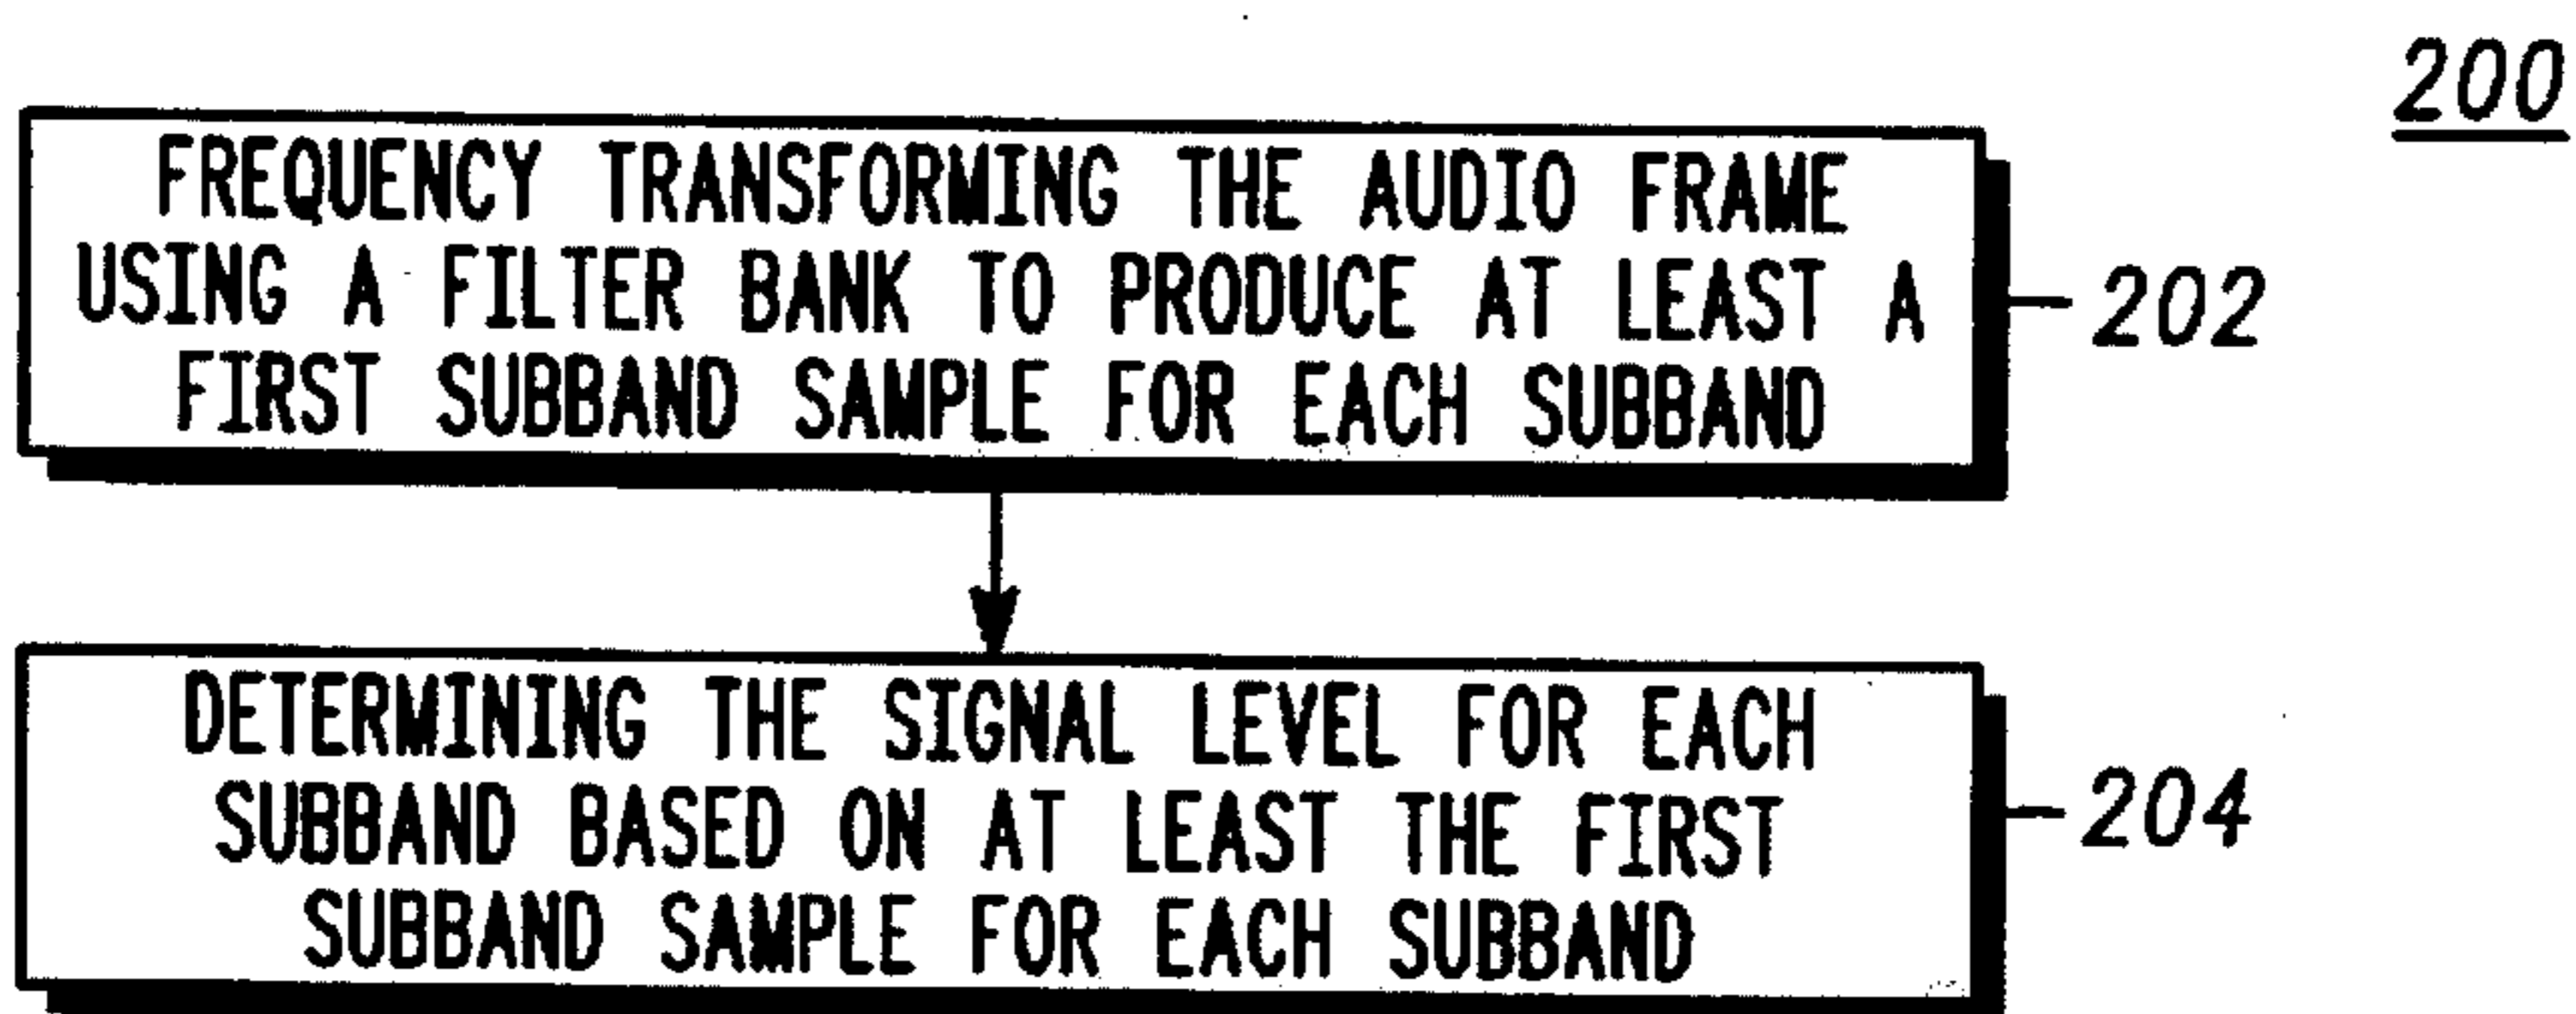 200
FREQUENCY TRANSFORMING THE AUDIO FRAME
USING A FILTER BANK TO PRODUCE AT LEAST A
FIRST SUBBAND SAMPLE FOR EACH SUBBAND
202
DETERMINING THE SIGNAL LEVEL FOR EACH
SUBBAND BASED ON AT LEAST THE FIRST
SUBBAND SAMPLE FOR EACH SUBBAND
204